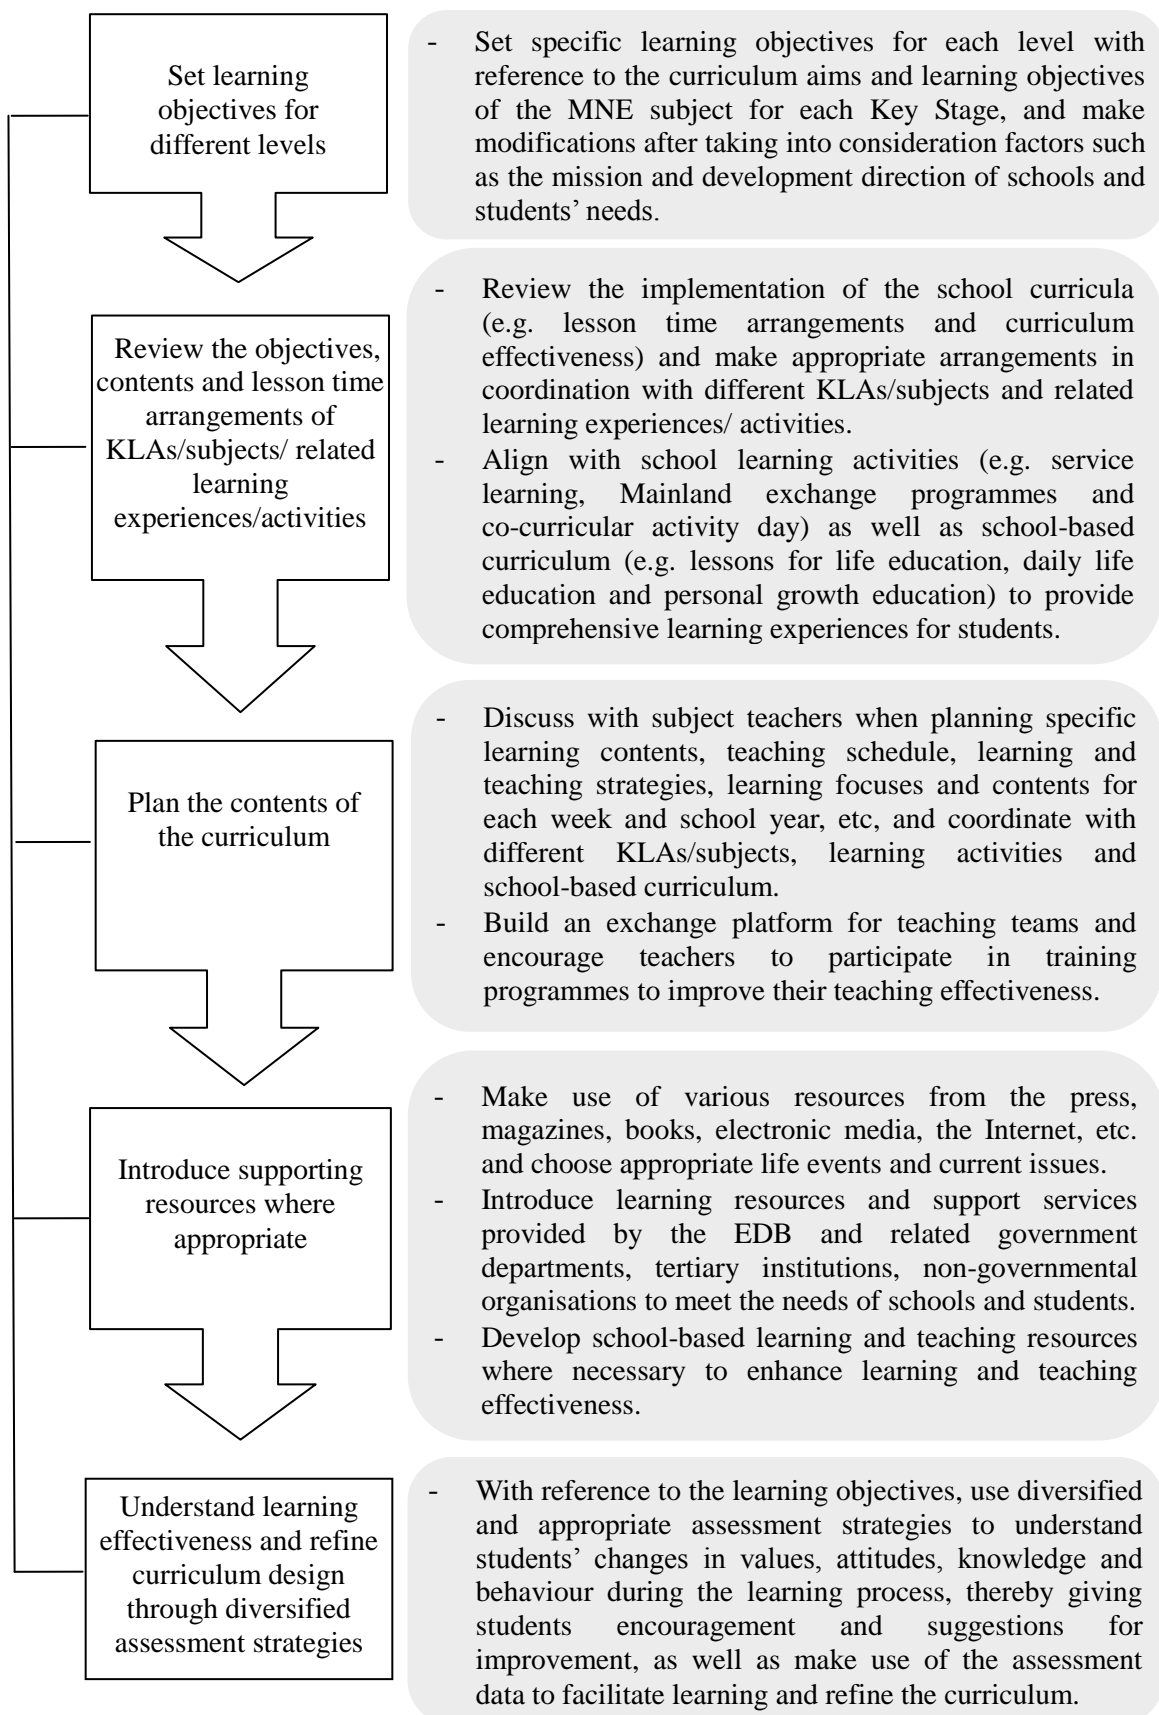 Set learning
objectives for
different levels
- Set specific learning objectives for each level with
reference to the curriculum aims and learning objectives
of the MNE subject for each Key Stage, and make
modifications after taking into consideration factors such
as the mission and development direction of schools and
students’ needs.
Review the objectives,
contents and lesson time
arrangements of
KLAs/subjects/ related
learning
experiences/activities
- Review the implementation of the school curricula
(e.g. lesson time arrangements and curriculum
effectiveness) and make appropriate arrangements in
coordination with different KLAs/subjects and related
learning experiences/ activities.
- Align with school learning activities (e.g. service
learning, Mainland exchange programmes and
co-curricular activity day) as well as school-based
curriculum (e.g. lessons for life education, daily life
education and personal growth education) to provide
comprehensive learning experiences for students.
Plan the contents of
the curriculum
- Discuss with subject teachers when planning specific
learning contents, teaching schedule, learning and
teaching strategies, learning focuses and contents for
each week and school year, etc, and coordinate with
different KLAs/subjects, learning activities and
school-based curriculum.
- Build an exchange platform for teaching teams and
encourage teachers to participate in training
programmes to improve their teaching effectiveness.
Introduce supporting
resources where
appropriate
- Make use of various resources from the press,
magazines, books, electronic media, the Internet, etc.
and choose appropriate life events and current issues.
- Introduce learning resources and support services
provided by the EDB and related government
departments, tertiary institutions, non-governmental
organisations to meet the needs of schools and students.
- Develop school-based learning and teaching resources
where necessary to enhance learning and teaching
effectiveness.
Understand learning
effectiveness and refine
curriculum design
through diversified
assessment strategies
- With reference to the learning objectives, use diversified
and appropriate assessment strategies to understand
students’ changes in values, attitudes, knowledge and
behaviour during the learning process, thereby giving
students encouragement and suggestions for
improvement, as well as make use of the assessment
data to facilitate learning and refine the curriculum.